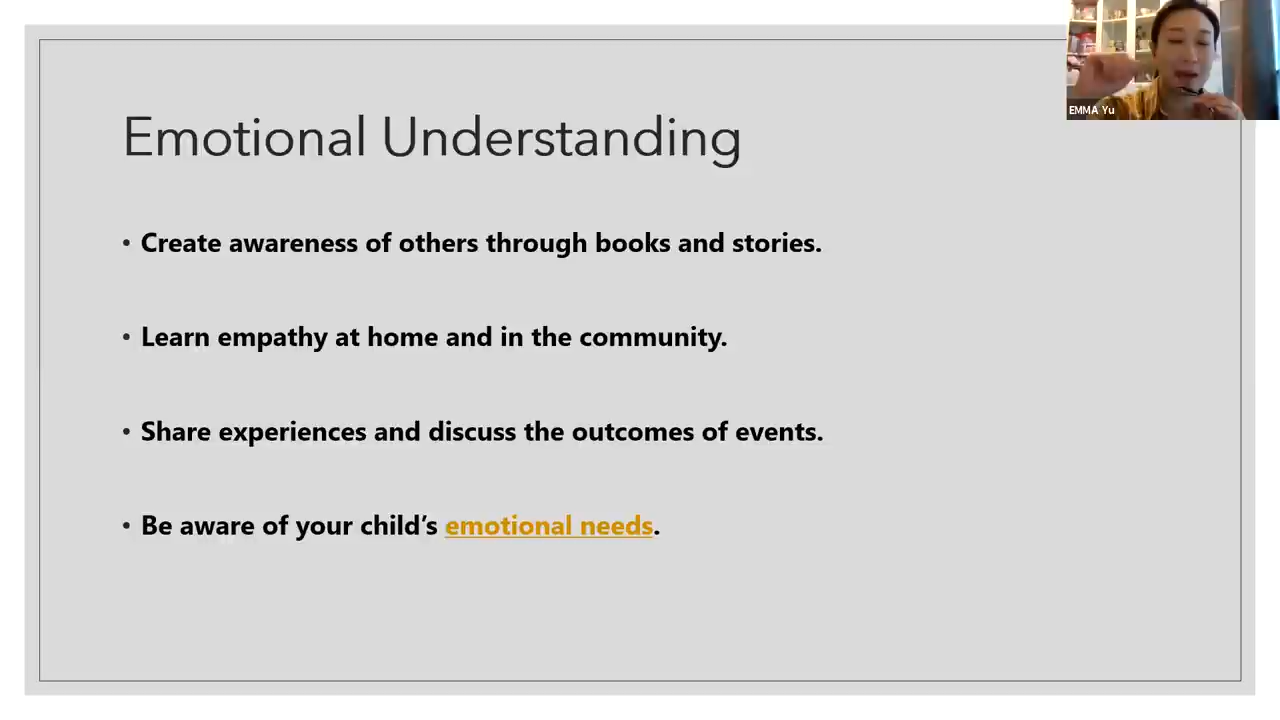 EMMA Yu
Emotional Understanding
• Create awareness of others through books and stories.
• Learn empathy at home and in the community.
• Share experiences and discuss the outcomes of events.
• Be aware of your child’s emotional needs.